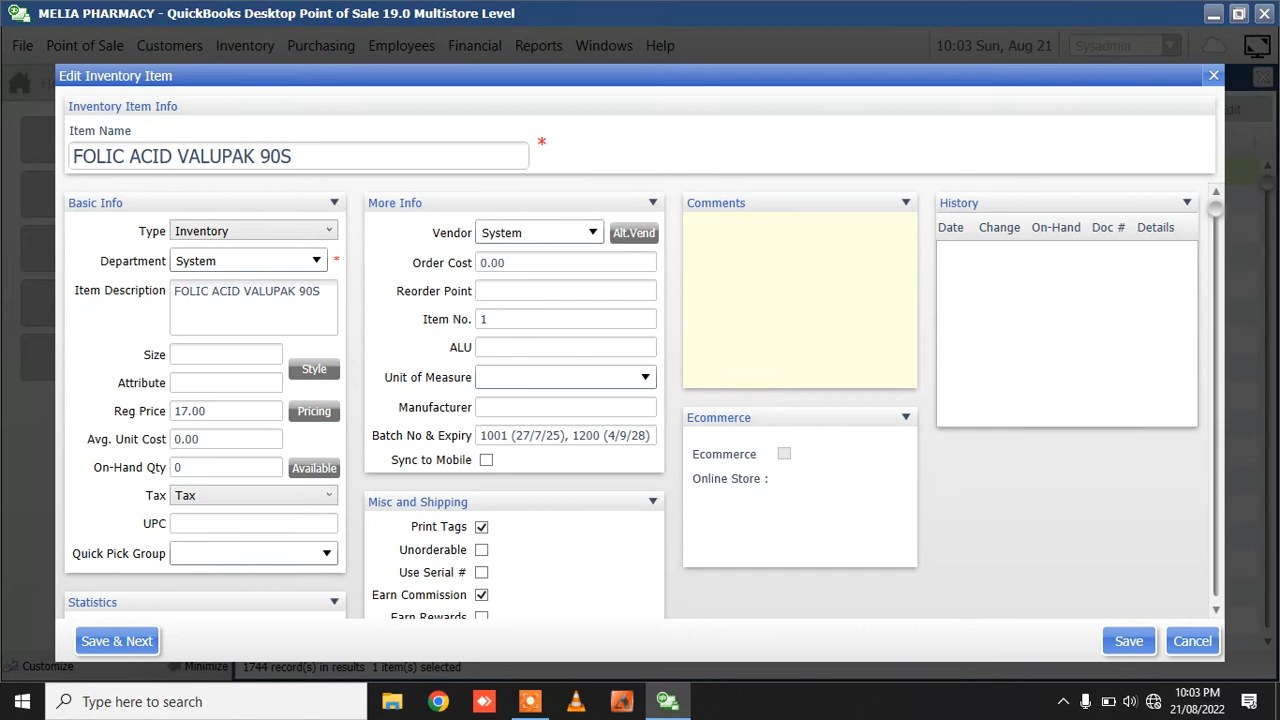 MELIA PHARMACY - QuickBooks Desktop Point of Sale 19.0 Multistore Level
File Point of Sale Customers Inventory Purchasing Employees Financial Reports Windows Help 10:03 Sun, Aug 21 Sysadmin
Edit Inventory Item
Inventory Item Info
Item Name
FOLIC ACID VALUPAK 90S *
Basic Info
Type Inventory
Department System *
Item Description FOLIC ACID VALUPAK 90S
Size
Style
Attribute
Reg Price 17.00 Pricing
Avg. Unit Cost 0.00
On-Hand Qty 0 Available
Tax Tax
UPC
Quick Pick Group
Statistics
More Info
Vendor System Alt.Vend
Order Cost 0.00
Reorder Point
Item No. 1
ALU
Unit of Measure
Manufacturer
Batch No & Expiry 1001 (27/7/25), 1200 (4/9/28)
Sync to Mobile
Misc and Shipping
Print Tags
Unorderable
Use Serial #
Earn Commission
Earn Rewards
Comments
Ecommerce
Ecommerce
Online Store :
History
Date Change On-Hand Doc # Details
Save & Next Save Cancel
Customize Minimize 1744 record(s) in results 1 item(s) selected
Type here to search
10:03 PM
21/08/2022